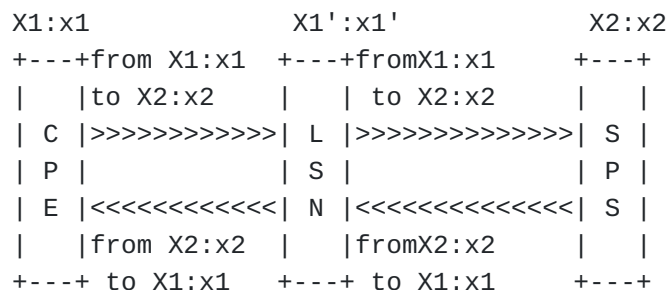 X1:x1            X1':x1'            X2:x2
+---+from X1:x1  +---+fromX1:x1     +---+
|   |to X2:x2    |   | to X2:x2     |   |
| C |>>>>>>>>>>>>| L |>>>>>>>>>>>>>>| S |
| P |            | S |              | P |
| E |<<<<<<<<<<<<| N |<<<<<<<<<<<<<<| S |
|   |from X2:x2  |   |fromX2:x2     |   |
+---+ to X1:x1   +---+ to X1:x1     +---+